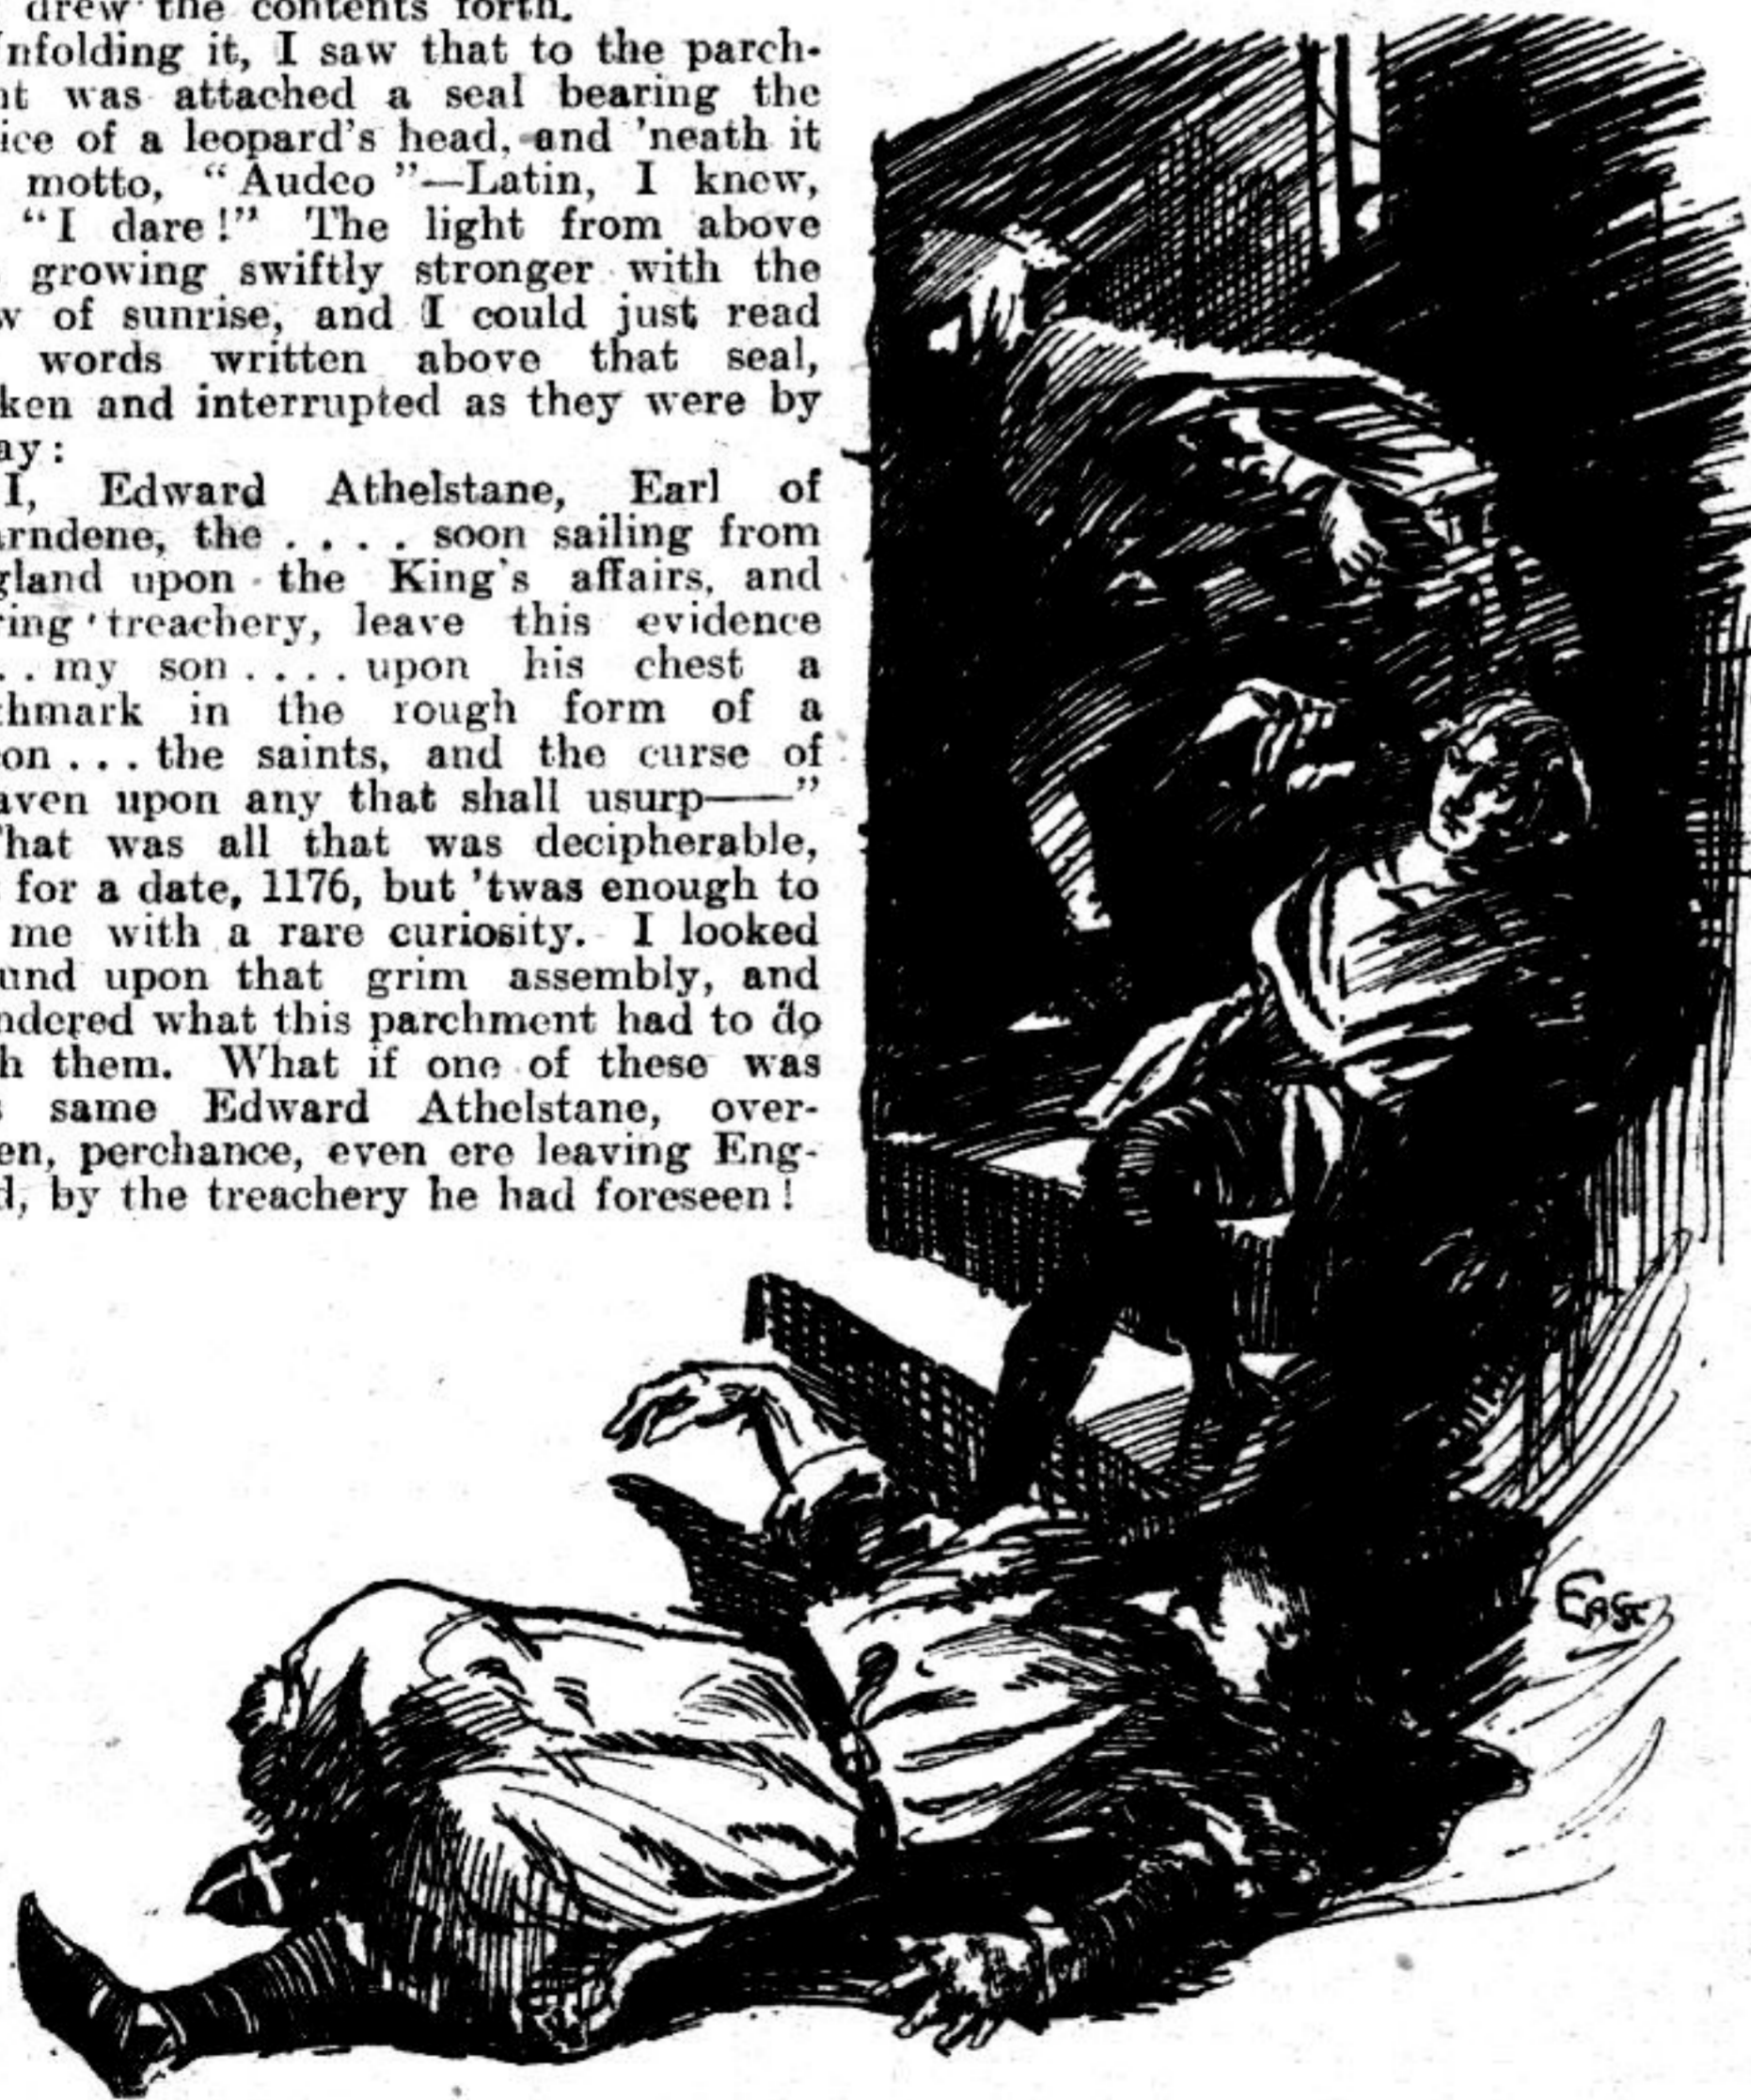 drew the contents forth.
nfolding it, I saw that to the parch-
was attached a seal bearing the
ice of a leopard's head, and 'neath it
motto, "Audeo"—Latin, I knew,
"I dare!" The light from above
growing swiftly stronger with the
of sunrise, and I could just read
words written above that seal,
ken and interrupted as they were by
ay:
I, Edward Athelstane, Earl of
arndene, the . . . . soon sailing from
gland upon the King's affairs, and
ring treachery, leave this evidence
. . my son . . . . upon his chest a
hmark in the rough form of a
on . . . the saints, and the curse of
aven upon any that shall usurp——"
hat was all that was decipherable,
for a date, 1176, but 'twas enough to
me with a rare curiosity. I looked
und upon that grim assembly, and
ndered what this parchment had to do
h them. What if one of these was
same Edward Athelstane, over-
en, perchance, even ere leaving Eng-
d, by the treachery he had foreseen!